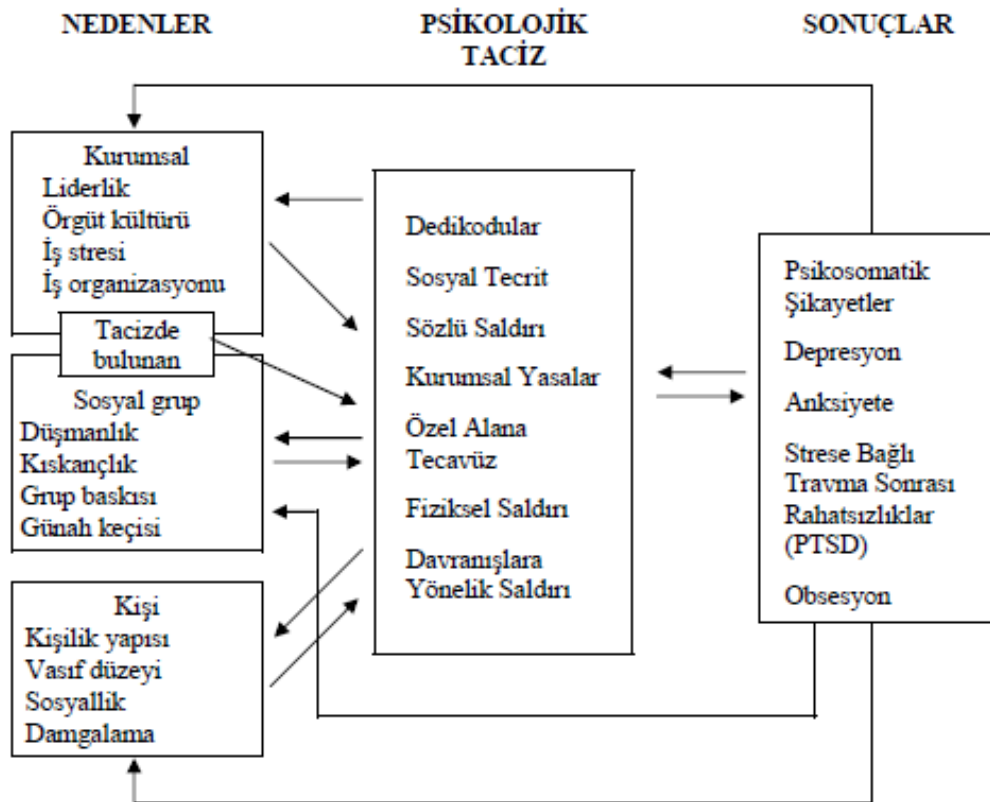 NEDENLER
PSİKOLOJİK
TACİZ
SONUÇLAR
Kurumsal
Liderlik
Örgüt kültürü
İş stresi
İş organizasyonu
Tacizde
bulunan
Sosyal grup
Düşmanlık
Kıskançlık
Grup baskısı
Günah keçisi
Kişi
Kişilik yapısı
Vasıf düzeyi
Sosyallik
Damgalama
Dedikodular
Sosyal Tecrit
Sözlü Saldırı
Kurumsal Yasalar
Özel Alana
Tecavüz
Fiziksel Saldırı
Davranışlara
Yönelik Saldırı
Psikosomatik
Şikayetler
Depresyon
Anksiyete
Strese Bağlı
Travma Sonrası
Rahatsızlıklar
(PTSD)
Obsesyon